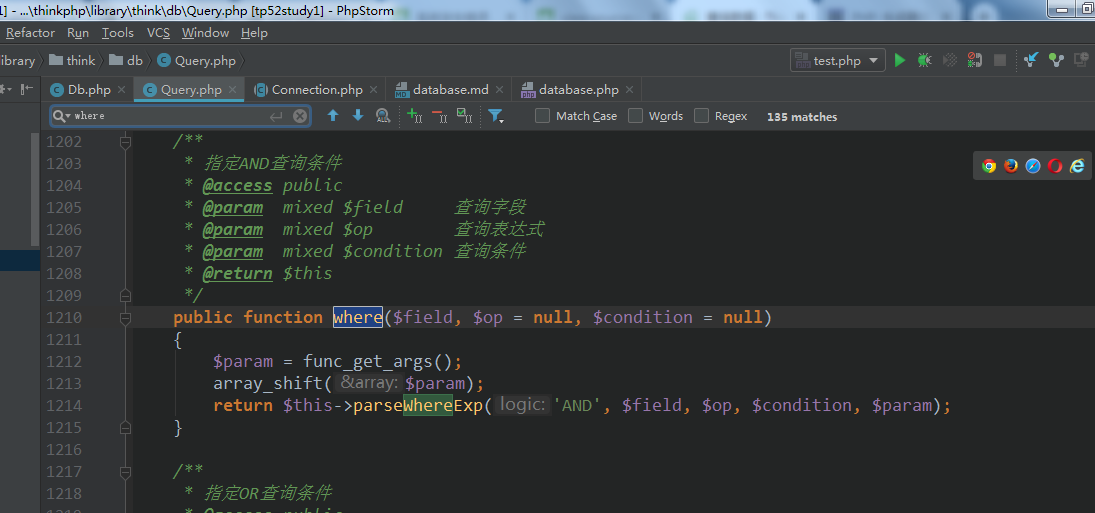 1] - ...\thinkphp\library\think\db\Query.php [tp52study1] - PhpStorm
Refactor Run Tools VCS Window Help
library think db Query.php test.php
Db.php Query.php Connection.php database.md database.php
where Match Case Words Regex 135 matches
1202 /**
1203 * 指定AND查询条件
1204 * @access public
1205 * @param mixed $field 查询字段
1206 * @param mixed $op 查询表达式
1207 * @param mixed $condition 查询条件
1208 * @return $this
1209 */
1210 public function where($field, $op = null, $condition = null)
1211 {
1212 $param = func_get_args();
1213 array_shift( &array: $param);
1214 return $this->parseWhereExp( logic: 'AND', $field, $op, $condition, $param);
1215 }
1216
1217 /**
1218 * 指定OR查询条件